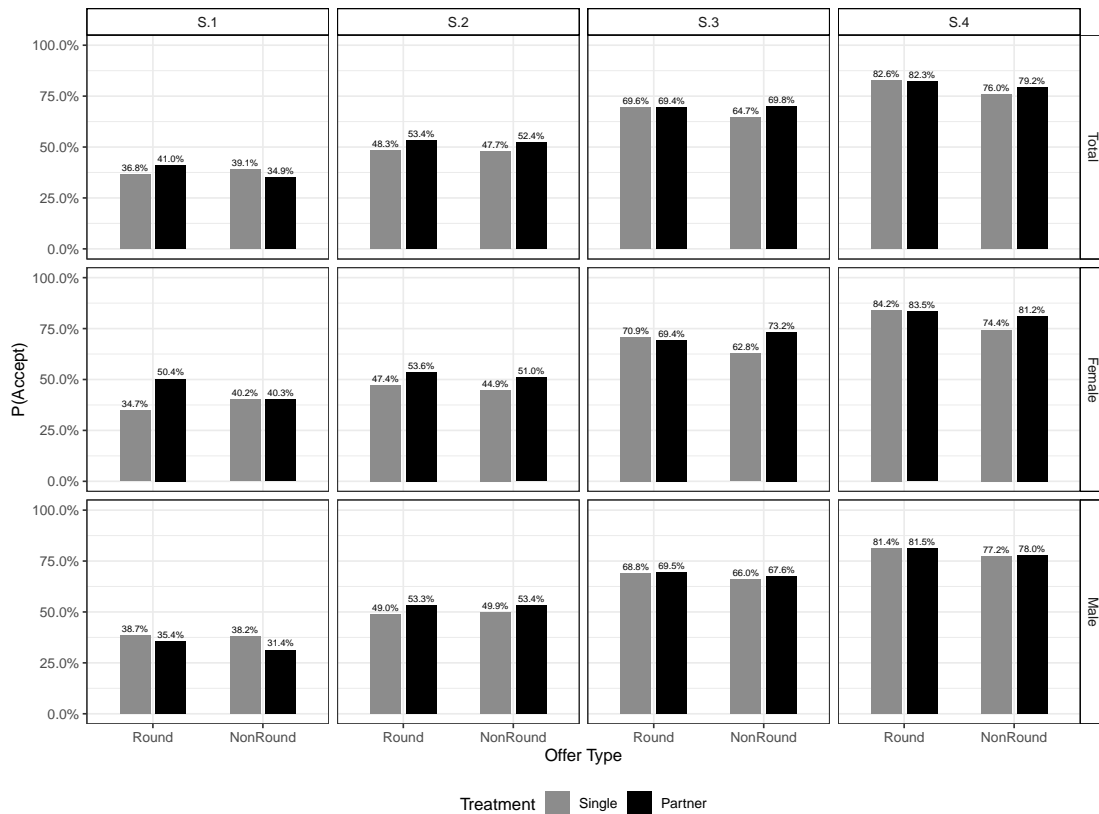 S.1 S.2 S.3 S.4
100.0%
75.0%
50.0%
25.0%
0.0%
36.8% 41.0% 39.1% 34.9%
48.3% 53.4% 47.7% 52.4%
69.6% 69.4% 64.7% 69.8%
82.6% 82.3% 76.0% 79.2%
Total
100.0%
75.0%
50.0%
25.0%
0.0%
34.7% 50.4% 40.2% 40.3%
47.4% 53.6% 44.9% 51.0%
70.9% 69.4% 62.8% 73.2%
84.2% 83.5% 74.4% 81.2%
Female
100.0%
75.0%
50.0%
25.0%
0.0%
38.7% 35.4% 38.2% 31.4%
49.0% 53.3% 49.9% 53.4%
68.8% 69.5% 66.0% 67.6%
81.4% 81.5% 77.2% 78.0%
Male
P(Accept)
Round NonRound Round NonRound Round NonRound Round NonRound
Offer Type
Treatment Single Partner